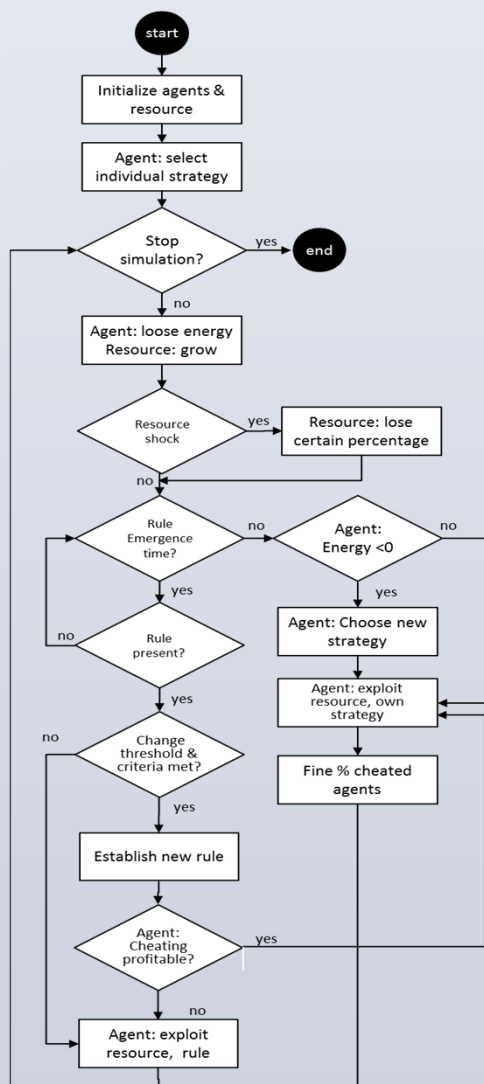 start
Initialize agents &
resource
Agent: select
individual strategy
Stop
simulation?
yes
end
no
Agent: loose energy
Resource: grow
Resource
shock
yes
Resource: lose
certain percentage
no
Rule
Emergence
time?
no
Agent:
Energy <0
no
yes
yes
Agent: Choose new
strategy
Rule
present?
no
yes
Agent: exploit
resource, own
strategy
no
Change
threshold &
criteria met?
Fine % cheated
agents
yes
Establish new rule
Agent:
Cheating
profitable?
yes
no
Agent: exploit
resource, rule